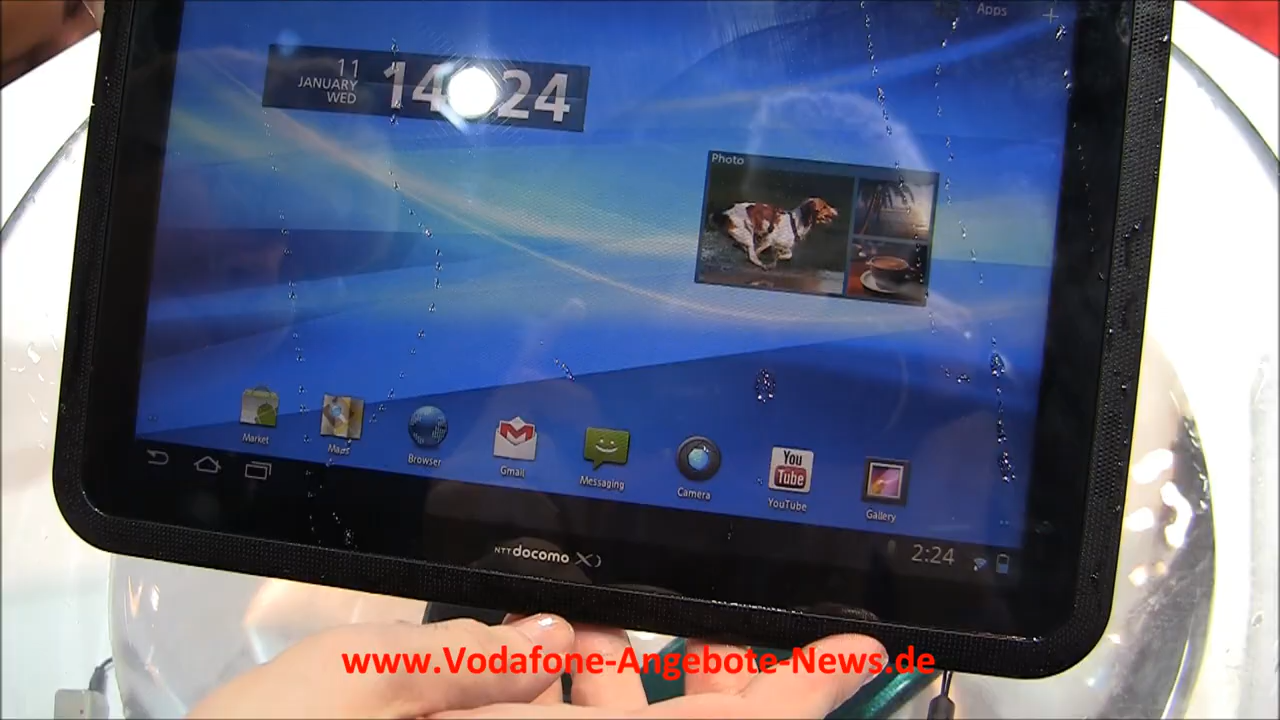 Apps
11
JANUARY
WED
14 24
Photo
Market
Maps
Browser
Gmail
Messaging
Camera
You
Tube
YouTube
Gallery
2:24
NTT docomo Xi
www.Vodafone-Angebote-News.de